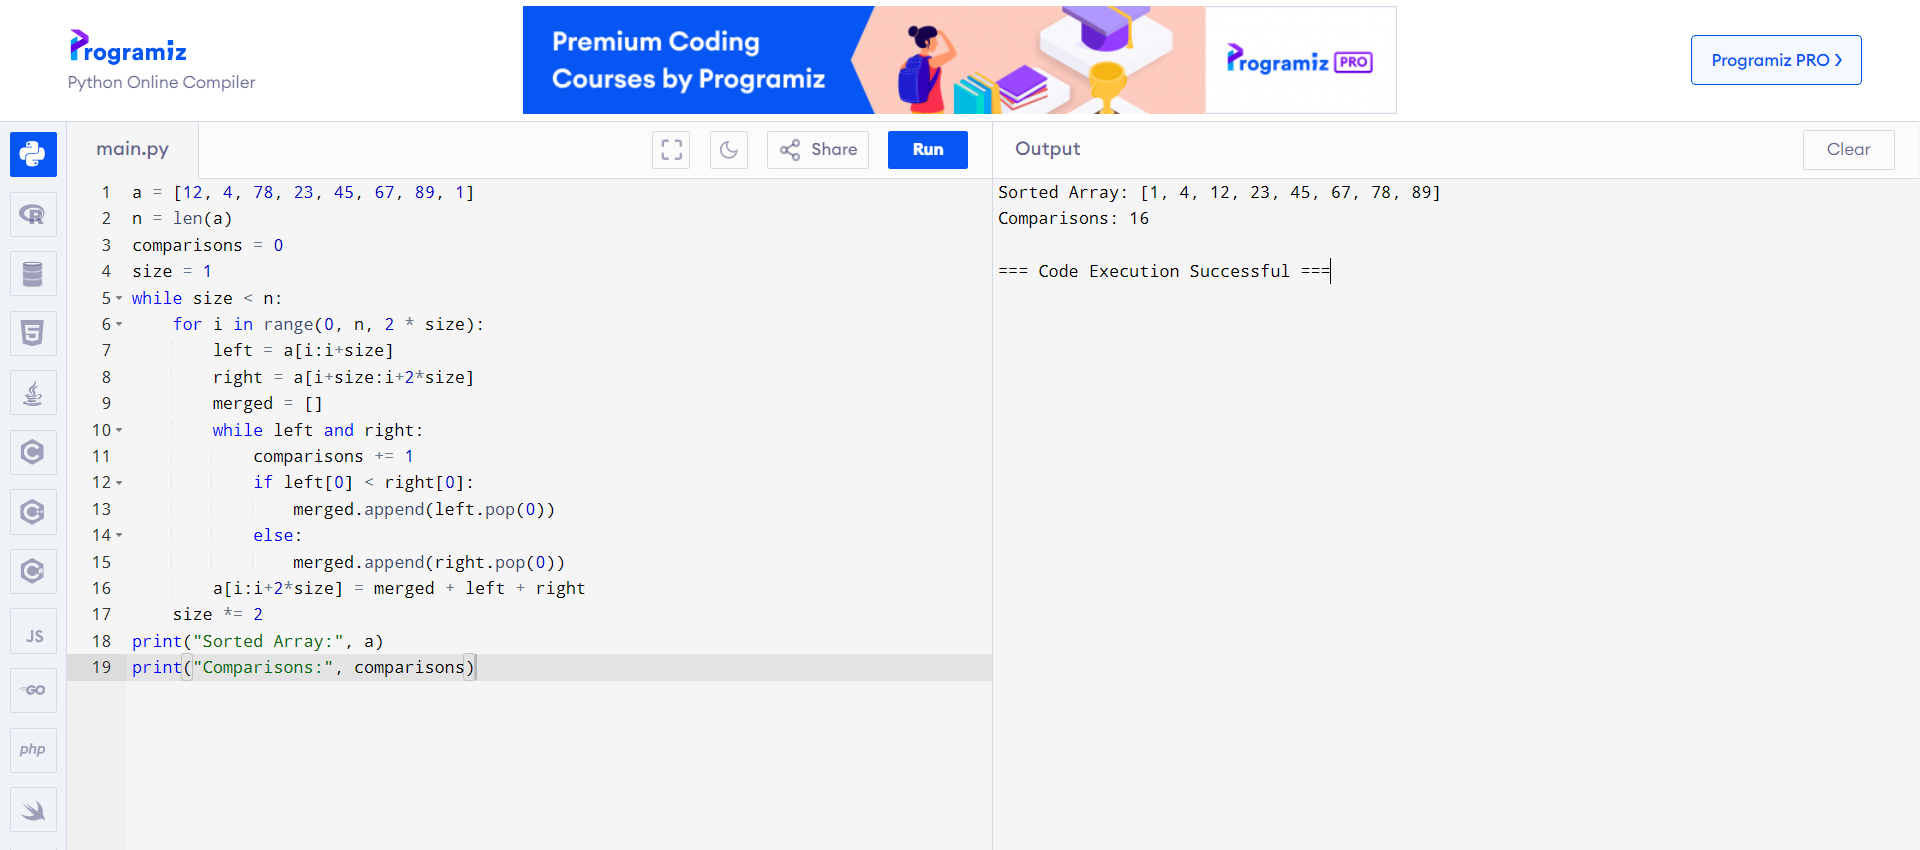 Programiz
Python Online Compiler
Premium Coding
Courses by Programiz
Programiz PRO
Programiz PRO ›
main.py
Share
Run
Output
Clear
1 a = [12, 4, 78, 23, 45, 67, 89, 1]
2 n = len(a)
3 comparisons = 0
4 size = 1
5 while size < n:
6     for i in range(0, n, 2 * size):
7         left = a[i:i+size]
8         right = a[i+size:i+2*size]
9         merged = []
10         while left and right:
11             comparisons += 1
12             if left[0] < right[0]:
13                 merged.append(left.pop(0))
14             else:
15                 merged.append(right.pop(0))
16         a[i:i+2*size] = merged + left + right
17     size *= 2
18 print("Sorted Array:", a)
19 print("Comparisons:", comparisons)
Sorted Array: [1, 4, 12, 23, 45, 67, 78, 89]
Comparisons: 16
=== Code Execution Successful ===
R
5
C
C
C
JS
GO
php